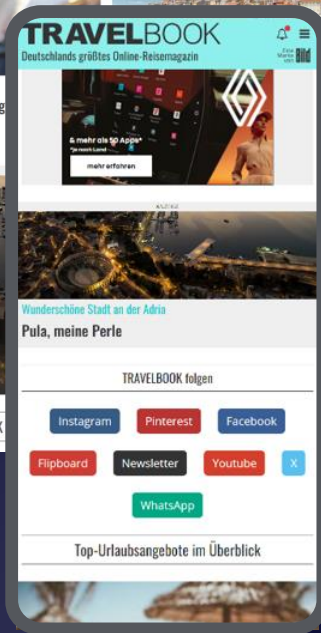 TRAVELBOOK
Deutschlands größtes Online-Reisemagazin
Eine
Marke
von Bild
& mehr als 50 Apps*
*je nach Land
mehr erfahren
ANZEIGE
Wunderschöne Stadt an der Adria
Pula, meine Perle
TRAVELBOOK folgen
Instagram
Pinterest
Facebook
Flipboard
Newsletter
Youtube
X
WhatsApp
Top-Urlaubsangebote im Überblick